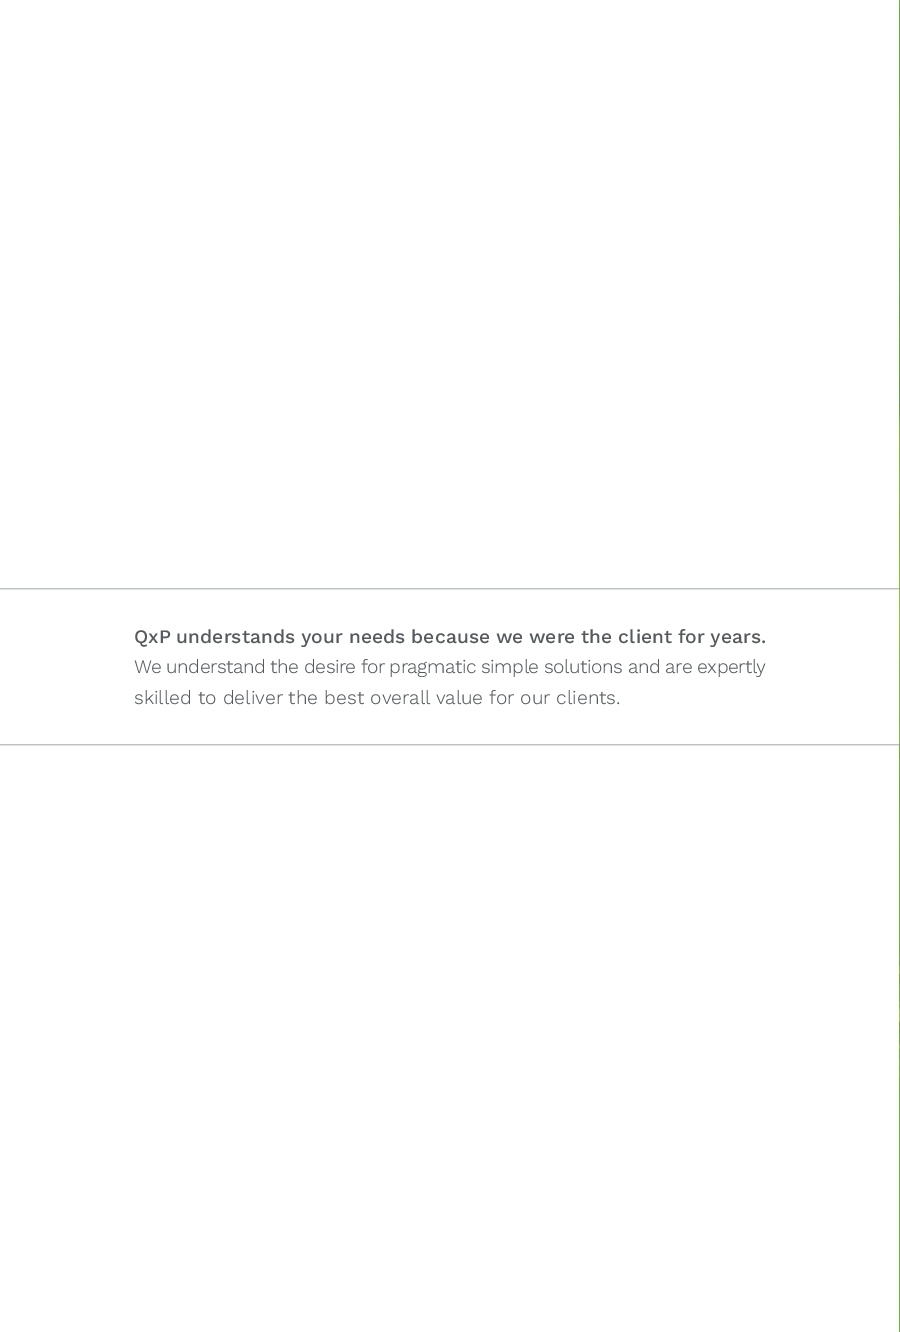 QxP understands your needs because we were the client for years.
We understand the desire for pragmatic simple solutions and are expertly
skilled to deliver the best overall value for our clients.